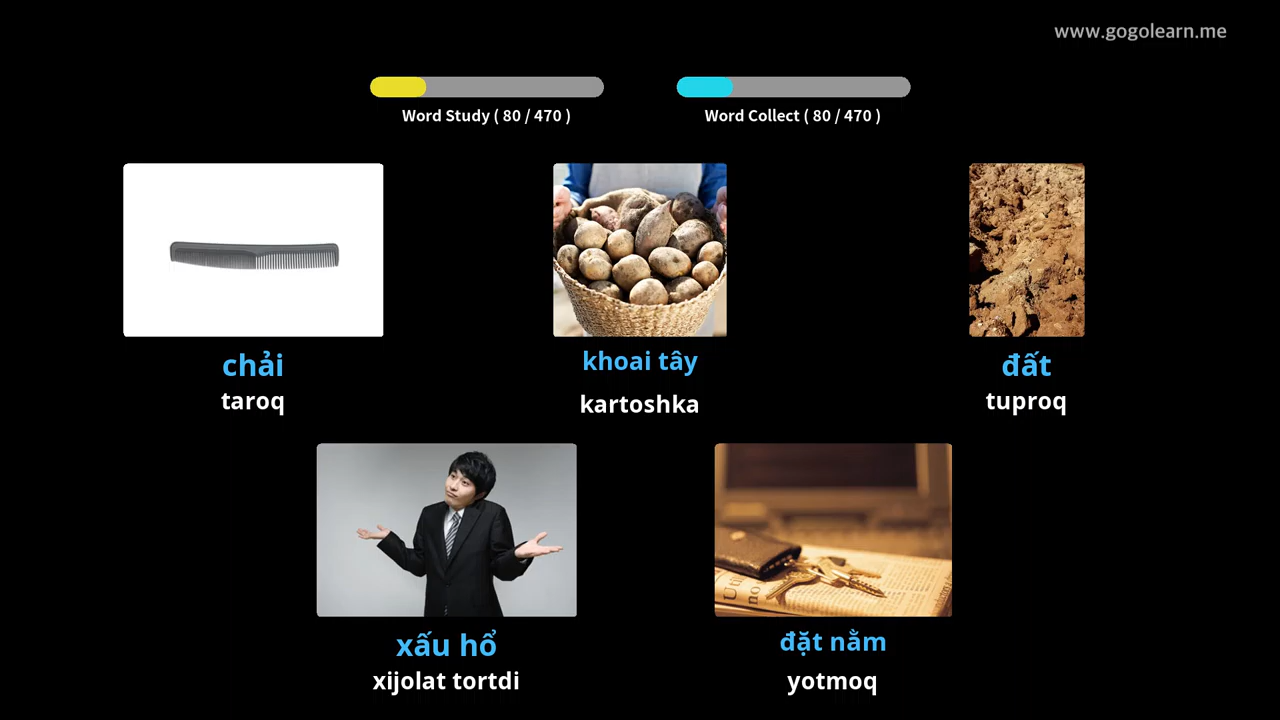 www.gogolearn.me
Word Study ( 80 / 470 )
Word Collect ( 80 / 470 )
chải
taroq
khoai tây
kartoshka
đất
tuproq
xấu hổ
xijolat tortdi
đặt nằm
yotmoq